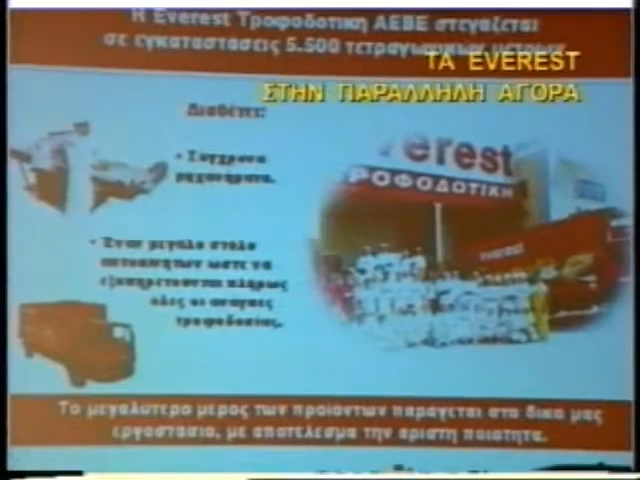 Η Everest Τροφοδοτική ΑΕΒΕ στεγάζεται
σε εγκαταστάσεις 5.500 τετραγωνικών μέτρων.
ΤΑ EVEREST
ΣΤΗΝ ΠΑΡΑΛΛΗΛΗ ΑΓΟΡΑ
Διαθέτει:
• Σύγχρονα
μηχανήματα.
everest
ΡΟΦΟΔΟΤΙΚΗ
everest
• Έναν μεγάλο στόλο
αυτοκινήτων ώστε να
εξυπηρετούνται πλήρως
όλες οι ανάγκες
τροφοδοσίας.
Το μεγαλύτερο μέρος των προϊόντων παράγεται στο δικό μας
εργοστάσιο, με αποτέλεσμα την άριστη ποιότητα.